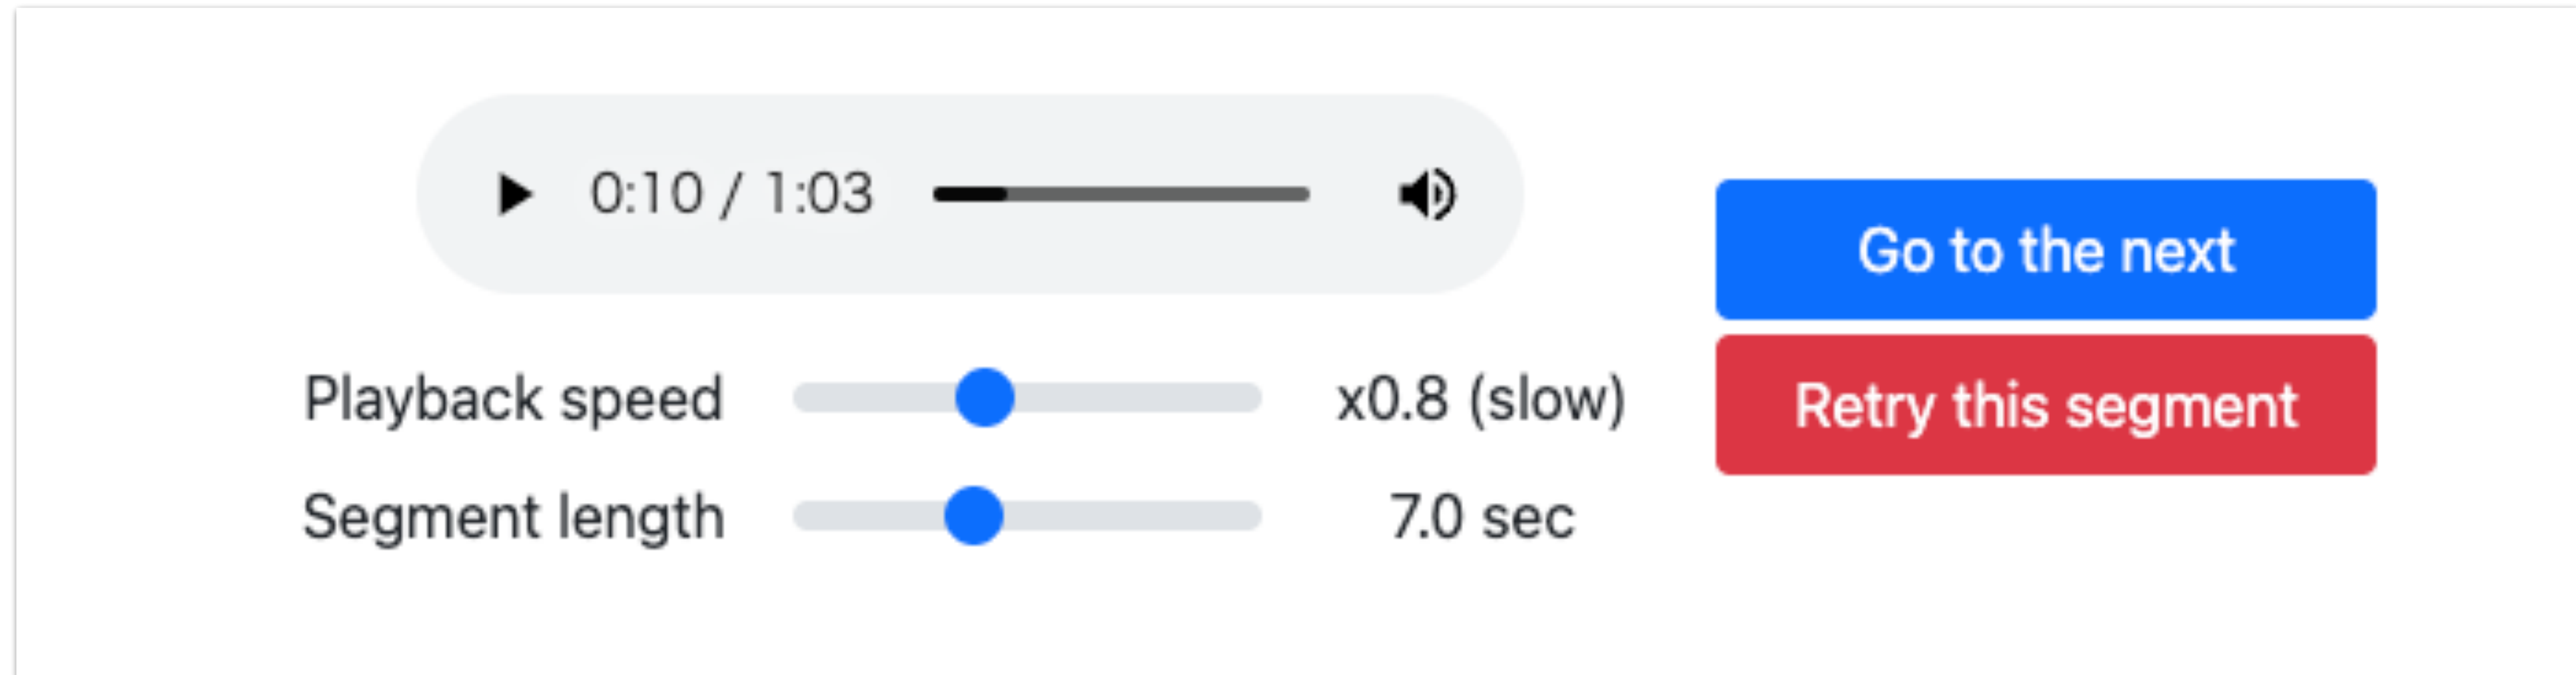 0:10 / 1:03
Go to the next
Playback speed x0.8 (slow)
Retry this segment
Segment length 7.0 sec